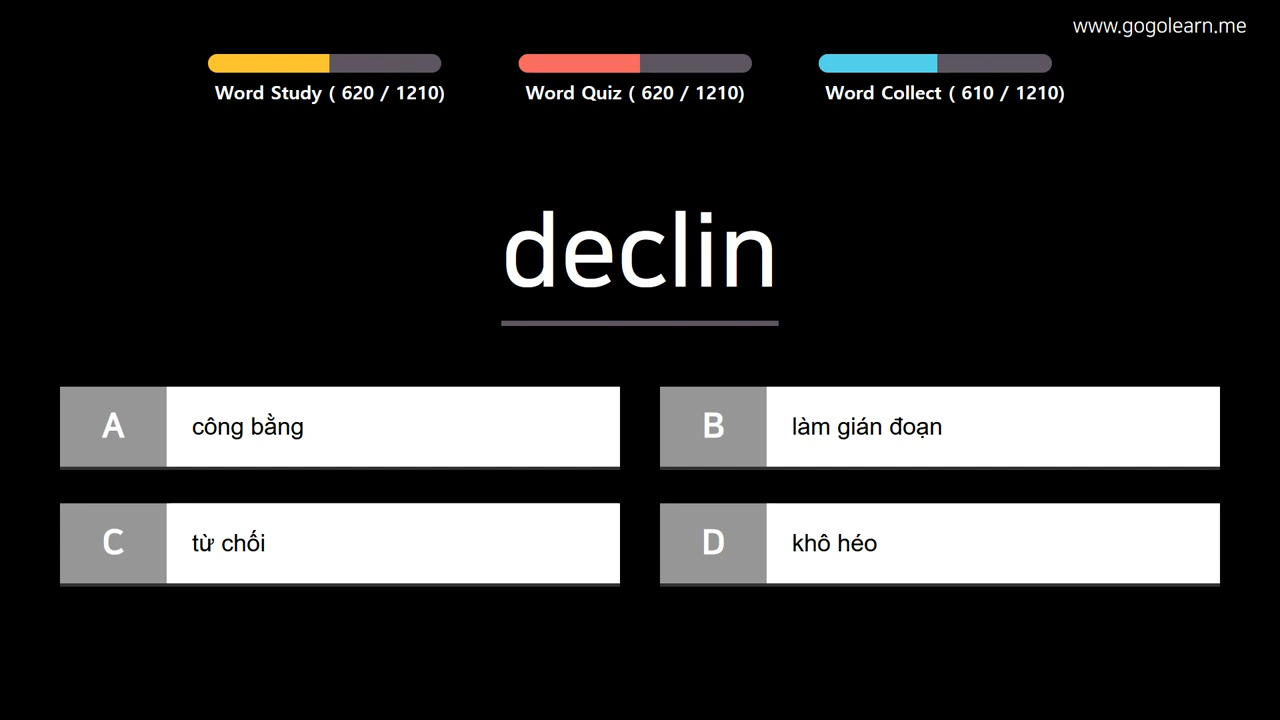 www.gogolearn.me
Word Study ( 620 / 1210)
Word Quiz ( 620 / 1210)
Word Collect ( 610 / 1210)
declin
A
công bằng
B
làm gián đoạn
C
từ chối
D
khô héo